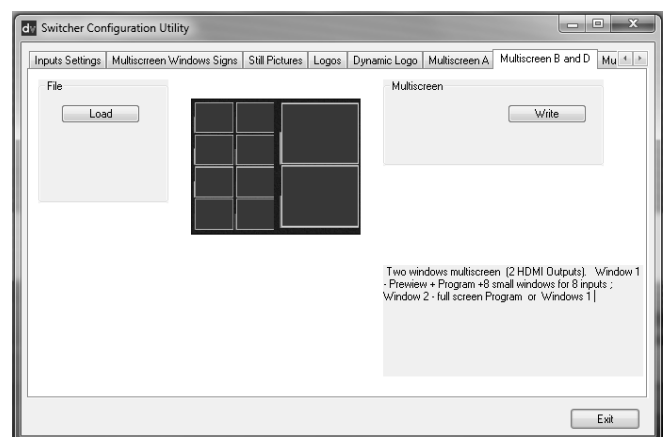 dv Switcher Configuration Utility
Inputs Settings Multiscrreen Windows Signs Still Pictures Logos Dynamic Logo Multiscreen A Multiscreen B and D Mu
File
Multiscreen
Load
Write
Two windows multiscreen (2 HDMI Outputs). Window 1
- Prewiew + Program +8 small windows for 8 inputs ;
Window 2 - full screen Program or Windows 1
Exit